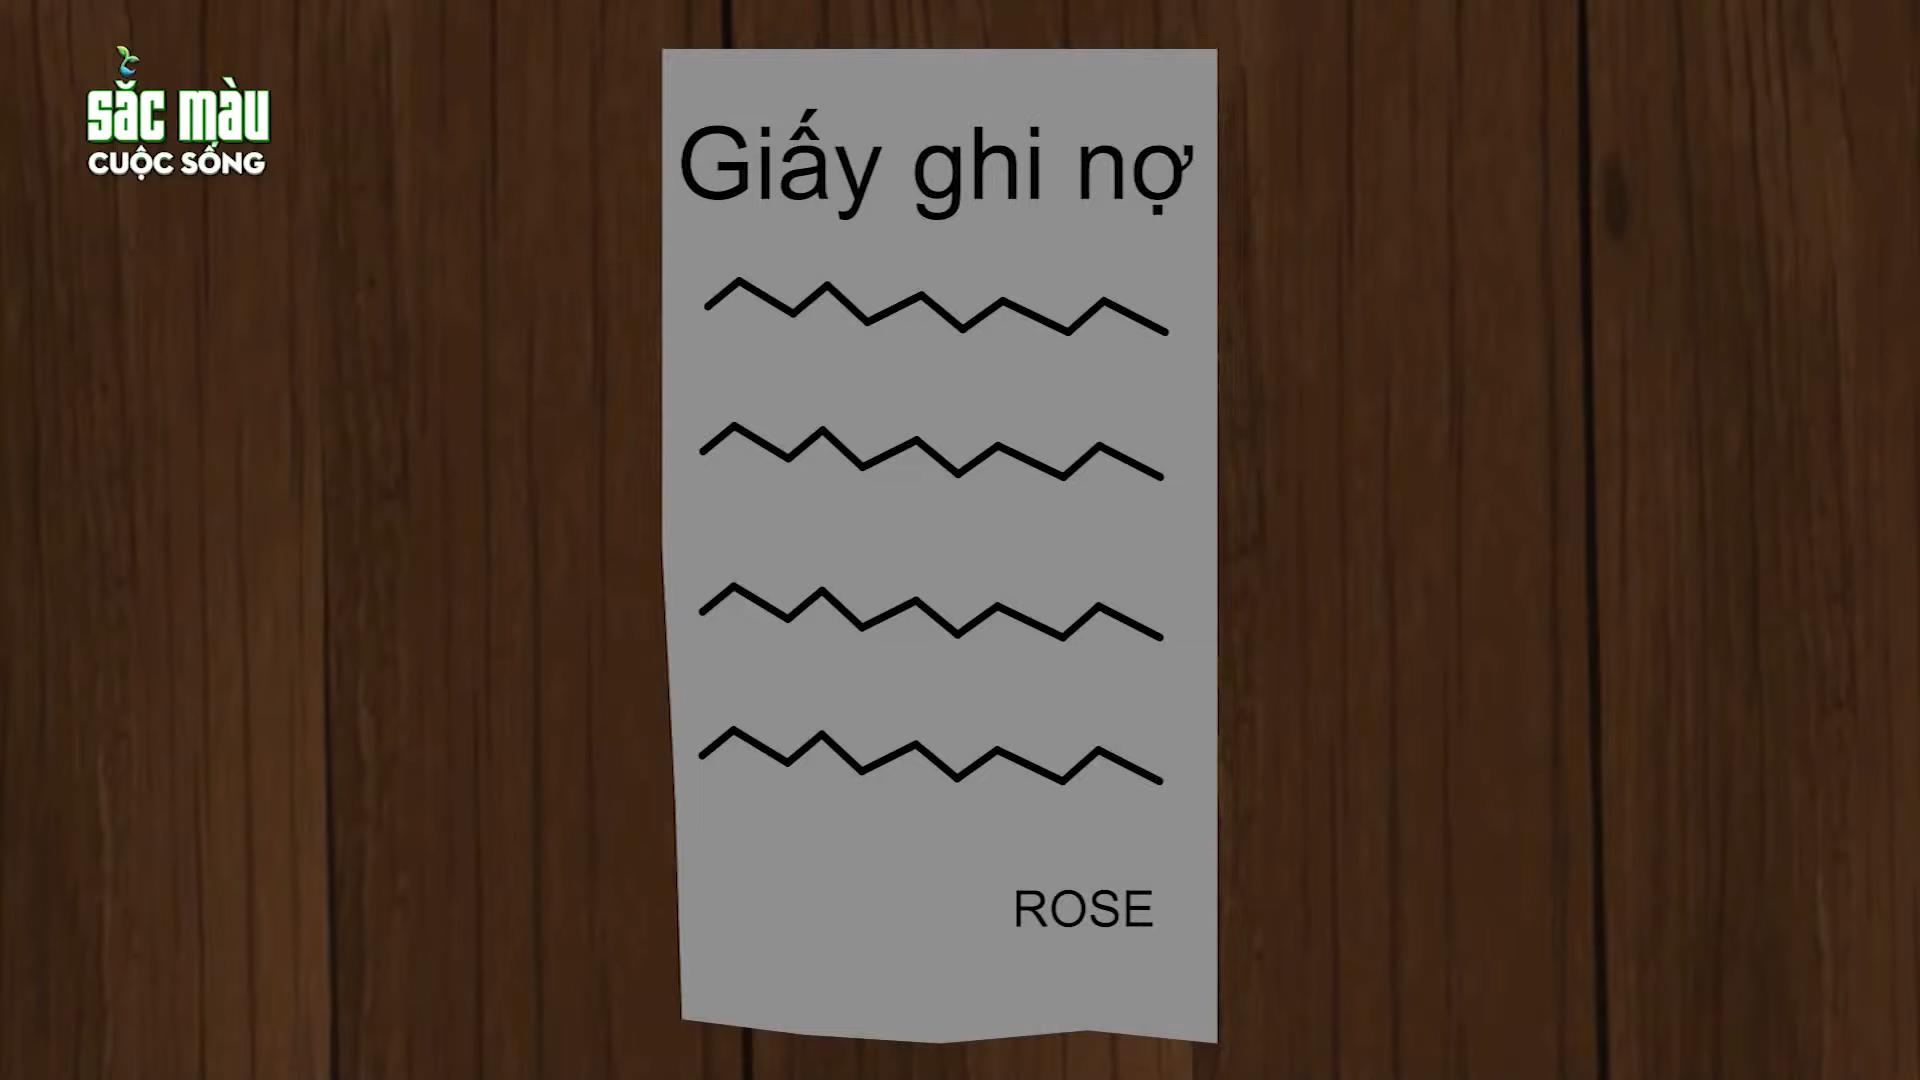 sắc màu
CUỘC SỐNG
Giấy ghi nợ
ROSE